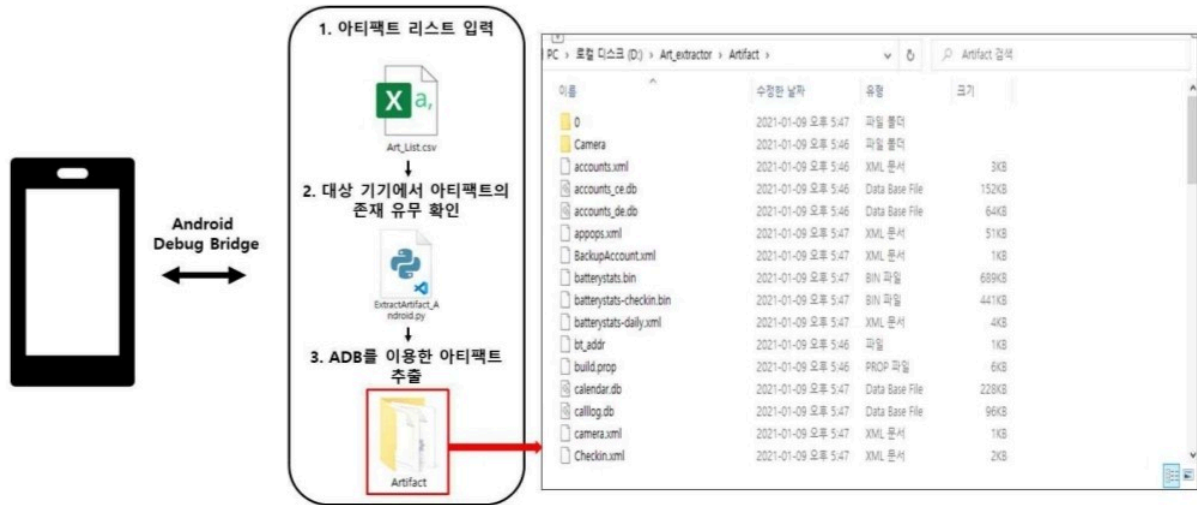 Android
Debug Bridge
1. 아티팩트 리스트 입력
X a,
Art_List.csv
2. 대상 기기에서 아티팩트의
존재 유무 확인
ExtractArtifact_A
ndroid.py
3. ADB를 이용한 아티팩트
추출
Artifact
PC › 로컬 디스크 (D:) › Art_extractor › Artifact ›
Artifact 검색
이름 수정한 날짜 유형 크기
0 2021-01-09 오후 5:47 파일 폴더
Camera 2021-01-09 오후 5:46 파일 폴더
accounts.xml 2021-01-09 오후 5:46 XML 문서 3KB
accounts_ce.db 2021-01-09 오후 5:46 Data Base File 152KB
accounts_de.db 2021-01-09 오후 5:46 Data Base File 64KB
appops.xml 2021-01-09 오후 5:47 XML 문서 51KB
BackupAccount.xml 2021-01-09 오후 5:47 XML 문서 1KB
batterystats.bin 2021-01-09 오후 5:47 BIN 파일 689KB
batterystats-checkin.bin 2021-01-09 오후 5:47 BIN 파일 441KB
batterystats-daily.xml 2021-01-09 오후 5:47 XML 문서 4KB
bt_addr 2021-01-09 오후 5:46 파일 1KB
build.prop 2021-01-09 오후 5:46 PROP 파일 6KB
calendar.db 2021-01-09 오후 5:47 Data Base File 228KB
calllog.db 2021-01-09 오후 5:47 Data Base File 96KB
camera.xml 2021-01-09 오후 5:47 XML 문서 1KB
Checkin.xml 2021-01-09 오후 5:47 XML 문서 2KB